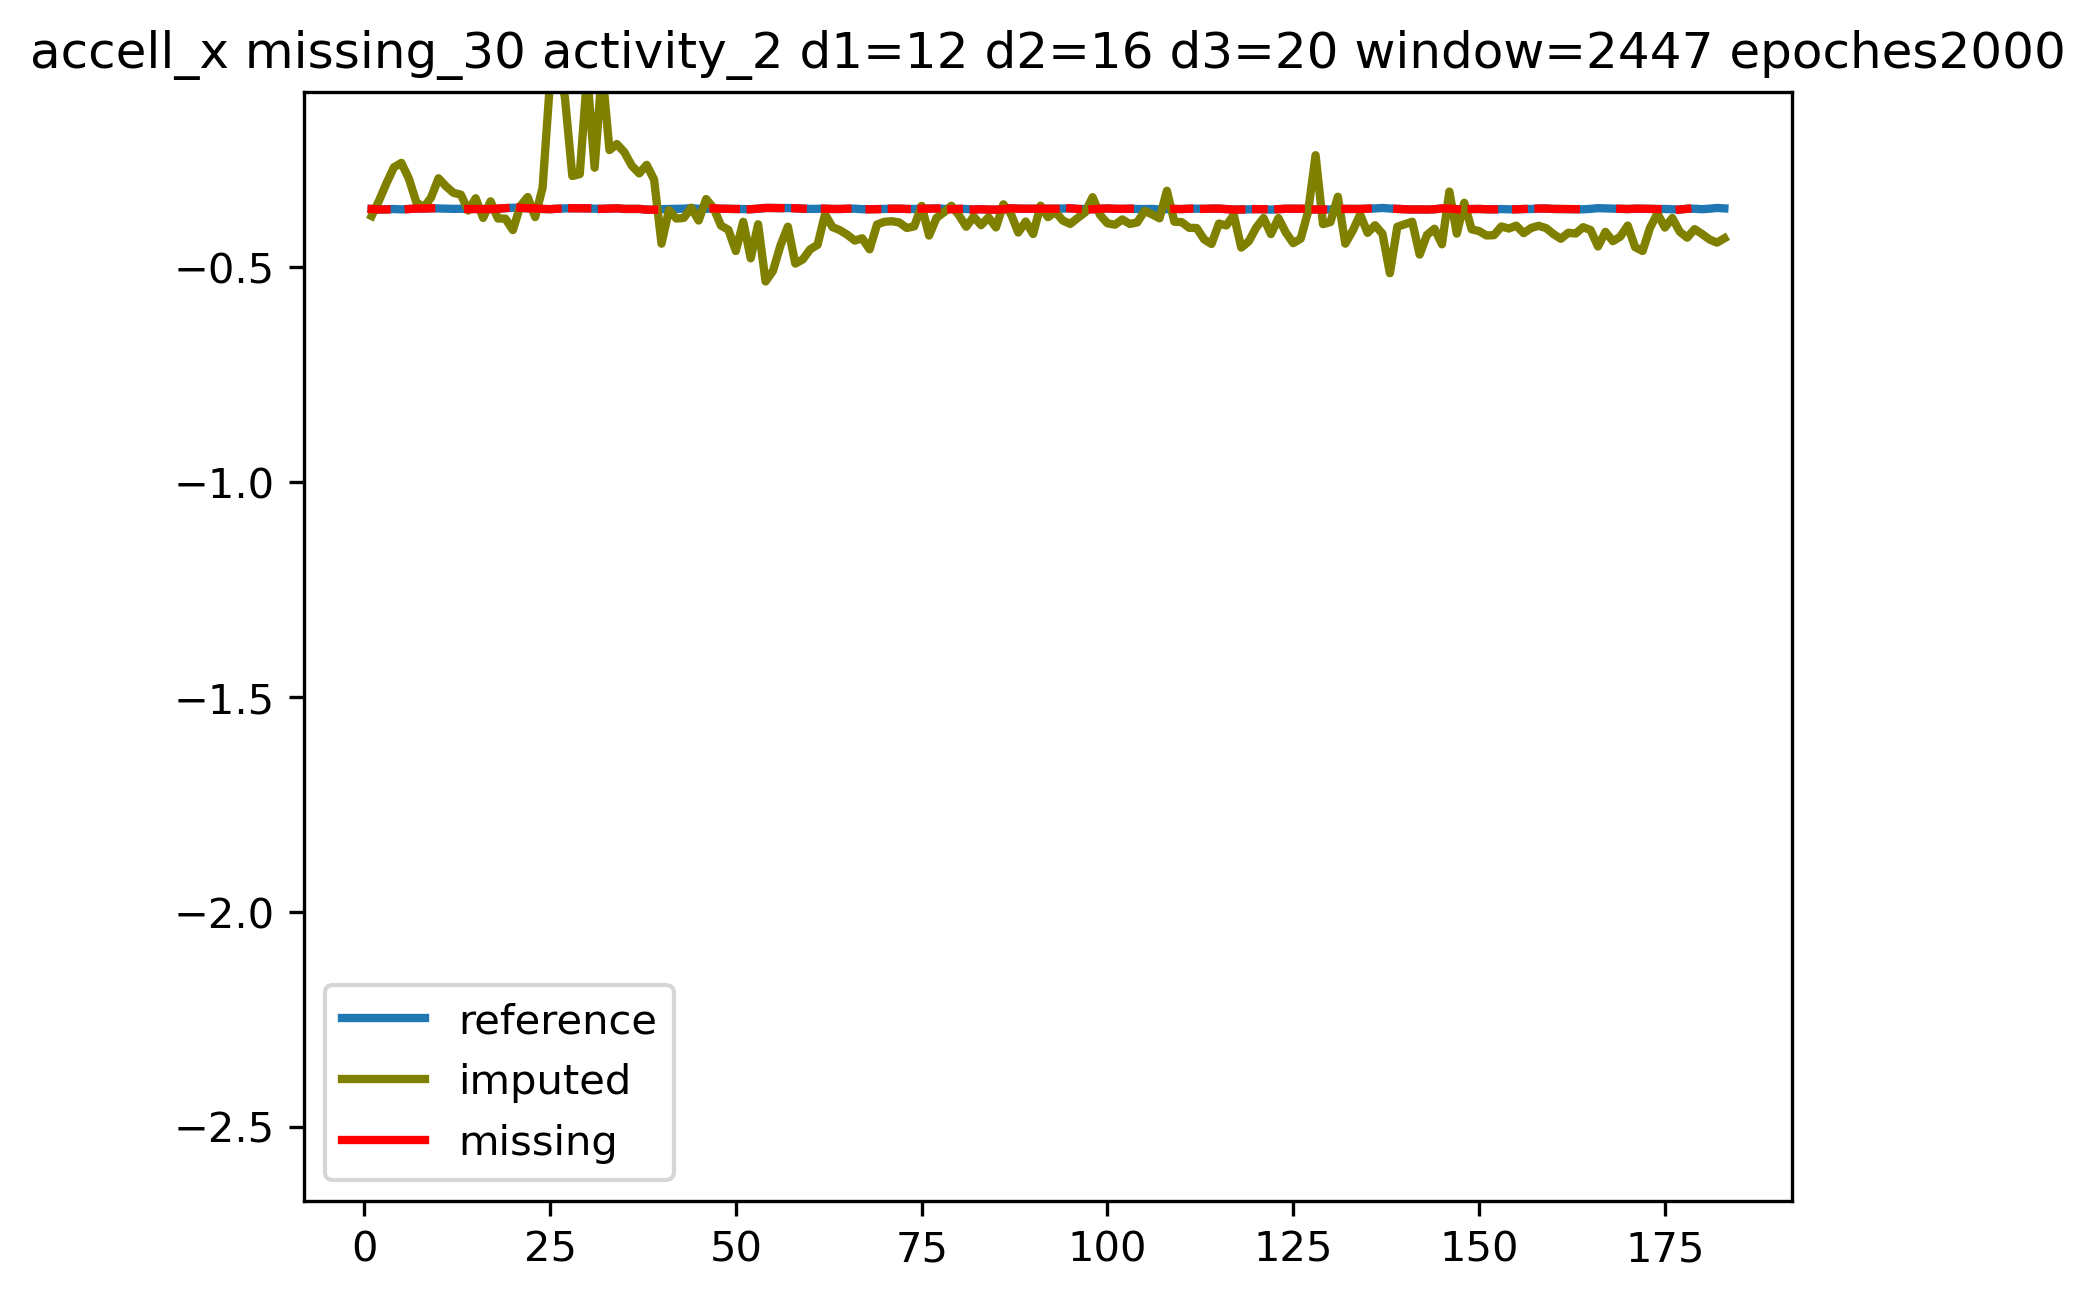 accell_x missing_30 activity_2 d1=12 d2=16 d3=20 window=2447 epoches2000
−0.5
−1.0
−1.5
−2.0
−2.5
reference
imputed
missing
0 25 50 75 100 125 150 175